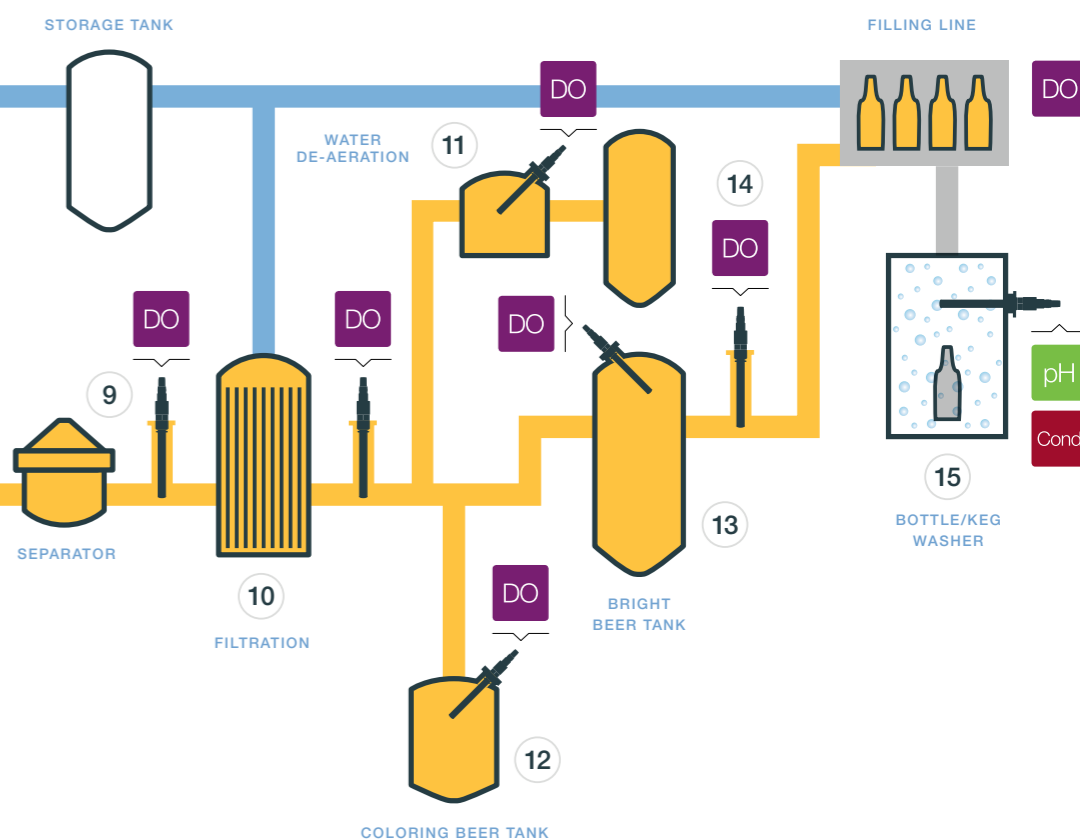 STORAGE TANK
FILLING LINE
DO
DO
WATER
DE-AERATION
11
14
DO
DO
DO
DO
9
pH
Cond
15
BOTTLE/KEG
WASHER
SEPARATOR
13
10
DO
BRIGHT
BEER TANK
FILTRATION
12
COLORING BEER TANK